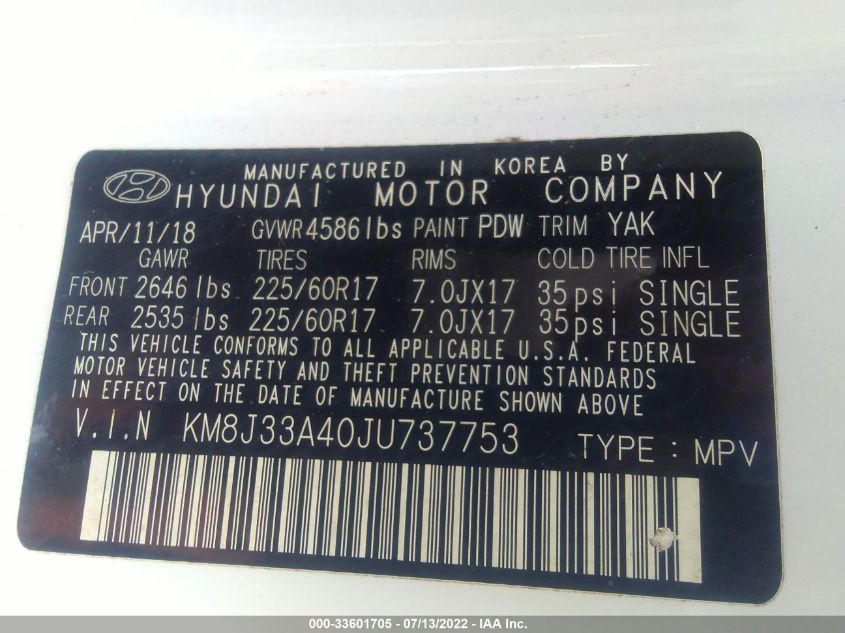 MANUFACTURED IN KOREA BY
HYUNDAI MOTOR COMPANY
APR/11/18 GVWR 4586lbs PAINT PDW TRIM YAK
GAWR TIRES RIMS COLD TIRE INFL
FRONT 2646 lbs 225/60R17 7.0JX17 35psi SINGLE
REAR 2535 lbs 225/60R17 7.0JX17 35psi SINGLE
THIS VEHICLE CONFORMS TO ALL APPLICABLE U.S.A. FEDERAL
MOTOR VEHICLE SAFETY AND THEFT PREVENTION STANDARDS
IN EFFECT ON THE DATE OF MANUFACTURE SHOWN ABOVE
V.I.N KM8J33A40JU737753 TYPE: MPV
000-33601705 - 07/13/2022 - IAA Inc.